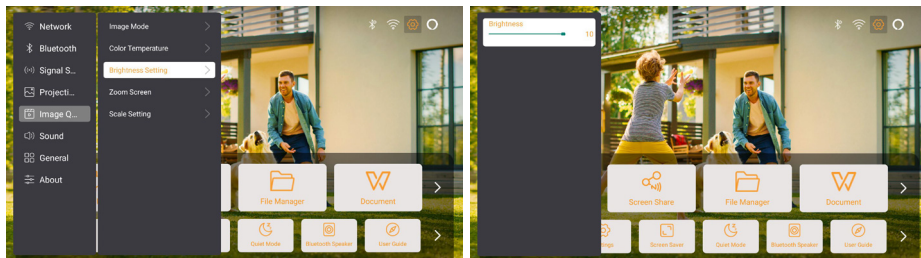 Network
Bluetooth
Signal S...
Projecti...
Image Q...
Sound
General
About
Image Mode
Color Temperature
Brightness Setting
Zoom Screen
Scale Setting
File Manager
Document
Quiet Mode
Bluetooth Speaker
User Guide
Brightness
10
Screen Share
File Manager
Document
tings
Screen Saver
Quiet Mode
Bluetooth Speaker
User Guide